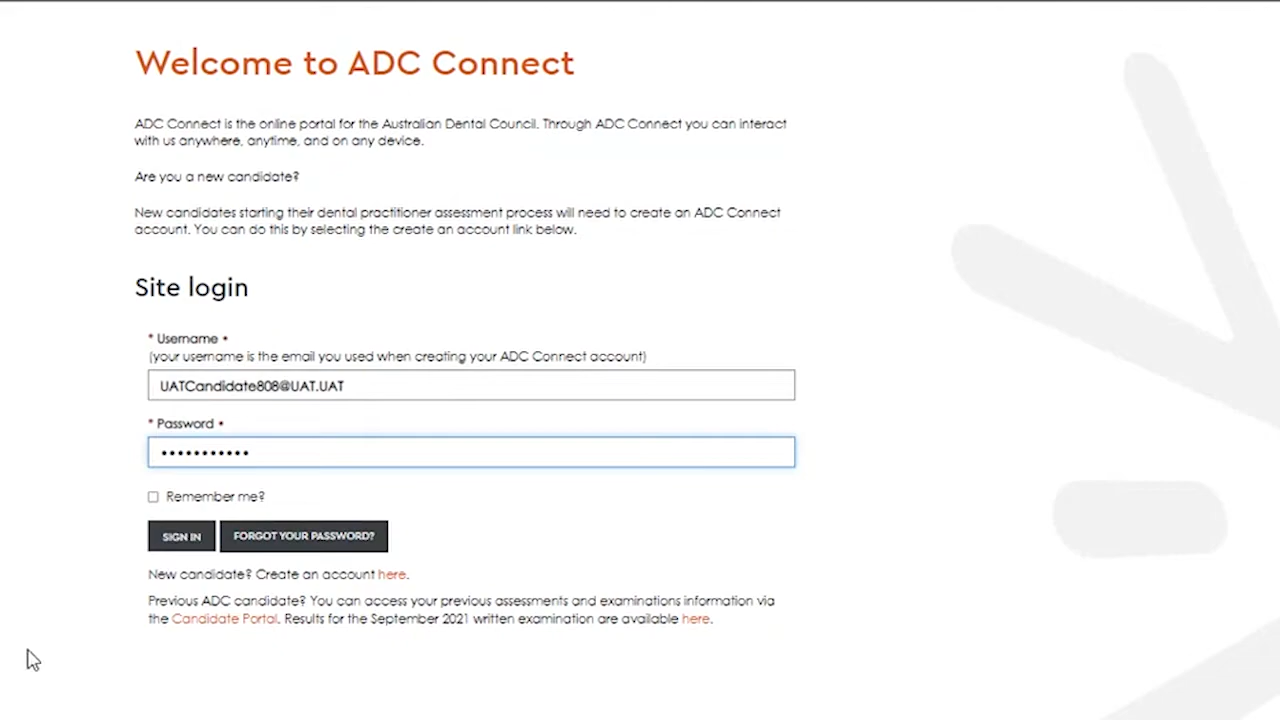 Welcome to ADC Connect
ADC Connect is the online portal for the Australian Dental Council. Through ADC Connect you can interact
with us anywhere, anytime, and on any device.
Are you a new candidate?
New candidates starting their dental practitioner assessment process will need to create an ADC Connect
account. You can do this by selecting the create an account link below.
Site login
* Username •
(your username is the email you used when creating your ADC Connect account)
UATCandidate808@UAT.UAT
* Password •
•••••••••••
Remember me?
SIGN IN FORGOT YOUR PASSWORD?
New candidate? Create an account here.
Previous ADC candidate? You can access your previous assessments and examinations information via
the Candidate Portal. Results for the September 2021 written examination are available here.